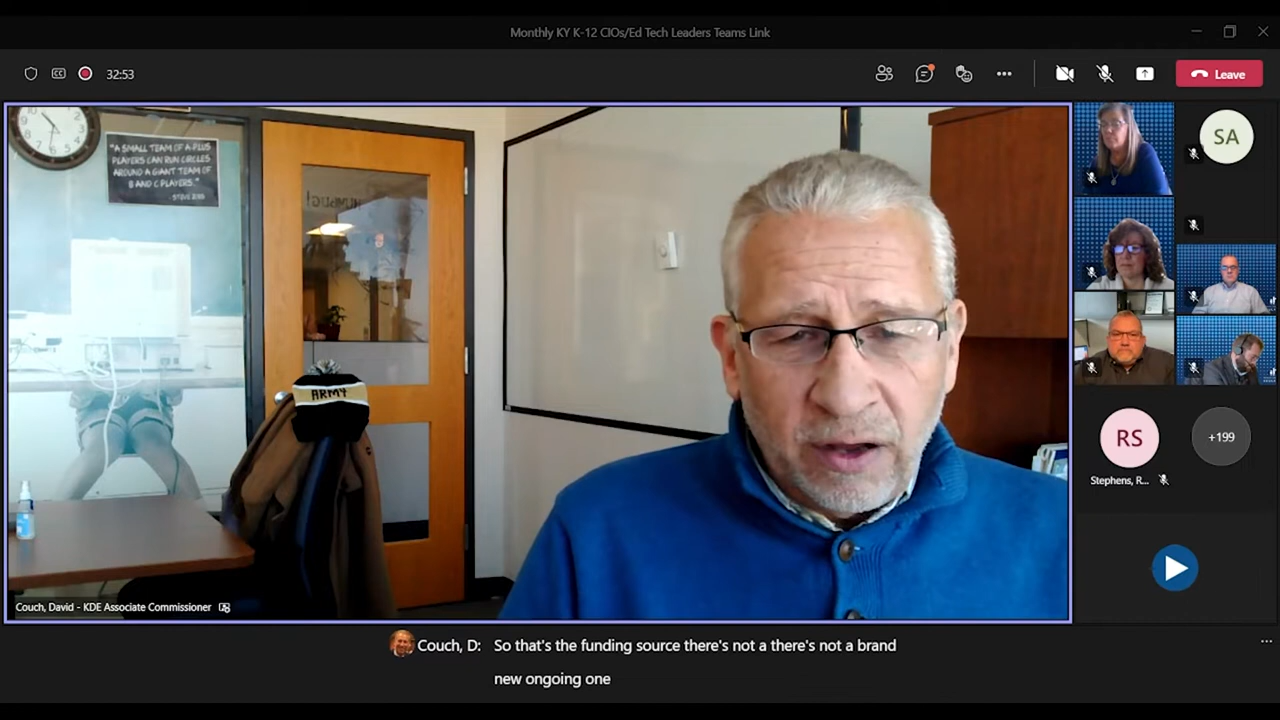 Monthly KY K-12 CIOs/Ed Tech Leaders Teams Link
CC
32:53
Leave
"A SMALL TEAM OF A-PLUS
PLAYERS CAN RUN CIRCLES
AROUND A GIANT TEAM OF
B AND C PLAYERS."
ARMY
SA
RS
+199
Stephens, R...
Couch, David - KDE Associate Commissioner
Couch, D: So that's the funding source there's not a there's not a brand
new ongoing one